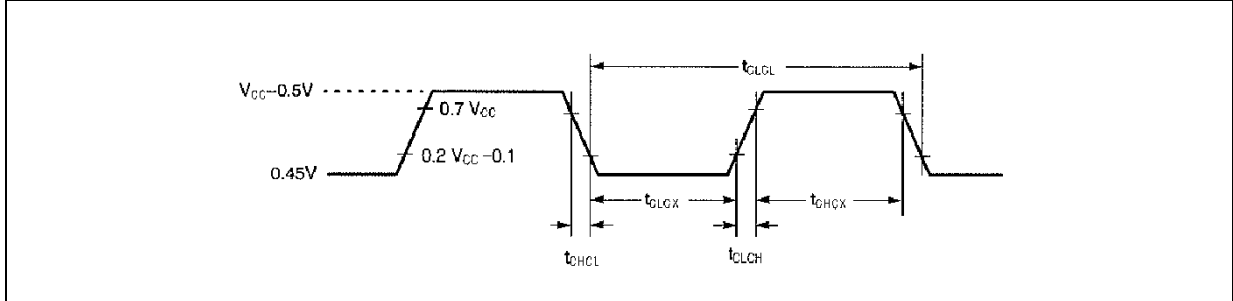 tCLCL
VCC–0.5V
0.7 VCC
0.2 VCC –0.1
0.45V
tCLCX
tCHCX
tCHCL
tCLCH